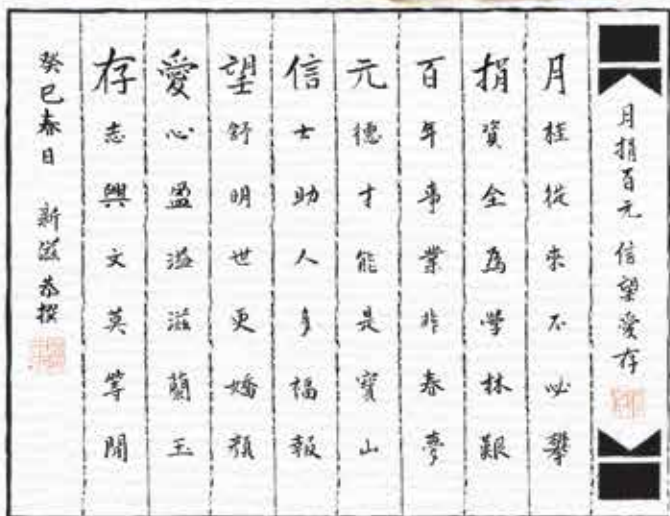 月捐百元 信望愛存
月桂從來不必攀
捐資全為學林艱
百年事業非春夢
元德才能是寶山
信士助人多福報
望舒明世更嬌顏
愛心盈溢滋蘭玉
存志興文莫等閒
癸巳春日 新滋恭撰